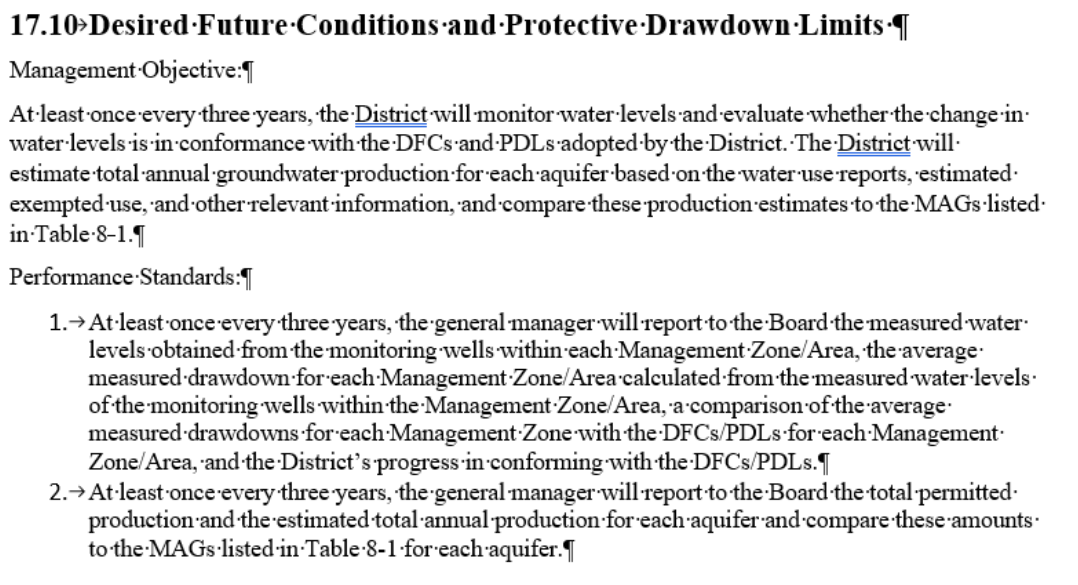 17.10→Desired·Future·Conditions·and·Protective·Drawdown·Limits·¶
Management·Objective:¶
At·least·once·every·three·years,·the·District·will·monitor·water·levels·and·evaluate·whether·the·change·in·
water·levels·is·in·conformance·with·the·DFCs·and·PDLs·adopted·by·the·District.·The·District·will·
estimate·total·annual·groundwater·production·for·each·aquifer·based·on·the·water·use·reports,·estimated·
exempted·use,·and·other·relevant·information,·and·compare·these·production·estimates·to·the·MAGs·listed·
in·Table·8-1.¶
Performance·Standards:¶
1.→At·least·once·every·three·years,·the·general·manager·will·report·to·the·Board·the·measured·water·
levels·obtained·from·the·monitoring·wells·within·each·Management·Zone/Area,·the·average·
measured·drawdown·for·each·Management·Zone/Area·calculated·from·the·measured·water·levels·
of·the·monitoring·wells·within·the·Management·Zone/Area,·a·comparison·of·the·average·
measured·drawdowns·for·each·Management·Zone·with·the·DFCs/PDLs·for·each·Management·
Zone/Area,·and·the·District’s·progress·in·conforming·with·the·DFCs/PDLs.¶
2.→At·least·once·every·three·years,·the·general·manager·will·report·to·the·Board·the·total·permitted·
production·and·the·estimated·total·annual·production·for·each·aquifer·and·compare·these·amounts·
to·the·MAGs·listed·in·Table·8-1·for·each·aquifer.¶